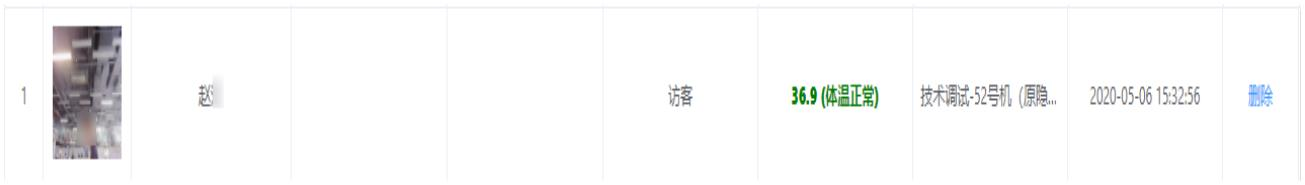 1 赵 访客 36.9 (体温正常) 技术调试-52号机（原隐... 2020-05-06 15:32:56 删除